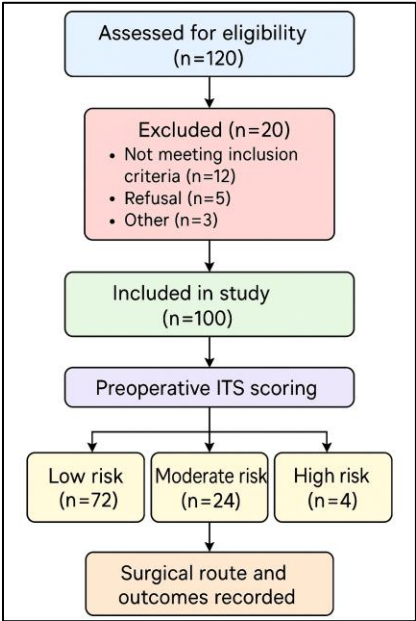 Assessed for eligibility
(n=120)
Excluded (n=20)
• Not meeting inclusion
criteria (n=12)
• Refusal (n=5)
• Other (n=3)
Included in study
(n=100)
Preoperative ITS scoring
Low risk
(n=72)
Moderate risk
(n=24)
High risk
(n=4)
Surgical route and
outcomes recorded